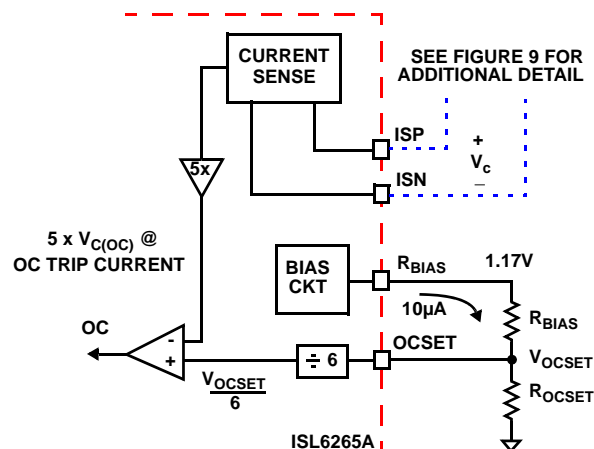 CURRENT
SENSE
SEE FIGURE 9 FOR
ADDITIONAL DETAIL
ISP
+
Vc
–
ISN
5x
5 x VC(OC) @
OC TRIP CURRENT
BIAS
CKT
RBIAS
1.17V
10µA
RBIAS
OC
-
+
VOCSET
6
÷ 6
OCSET
VOCSET
ROCSET
ISL6265A